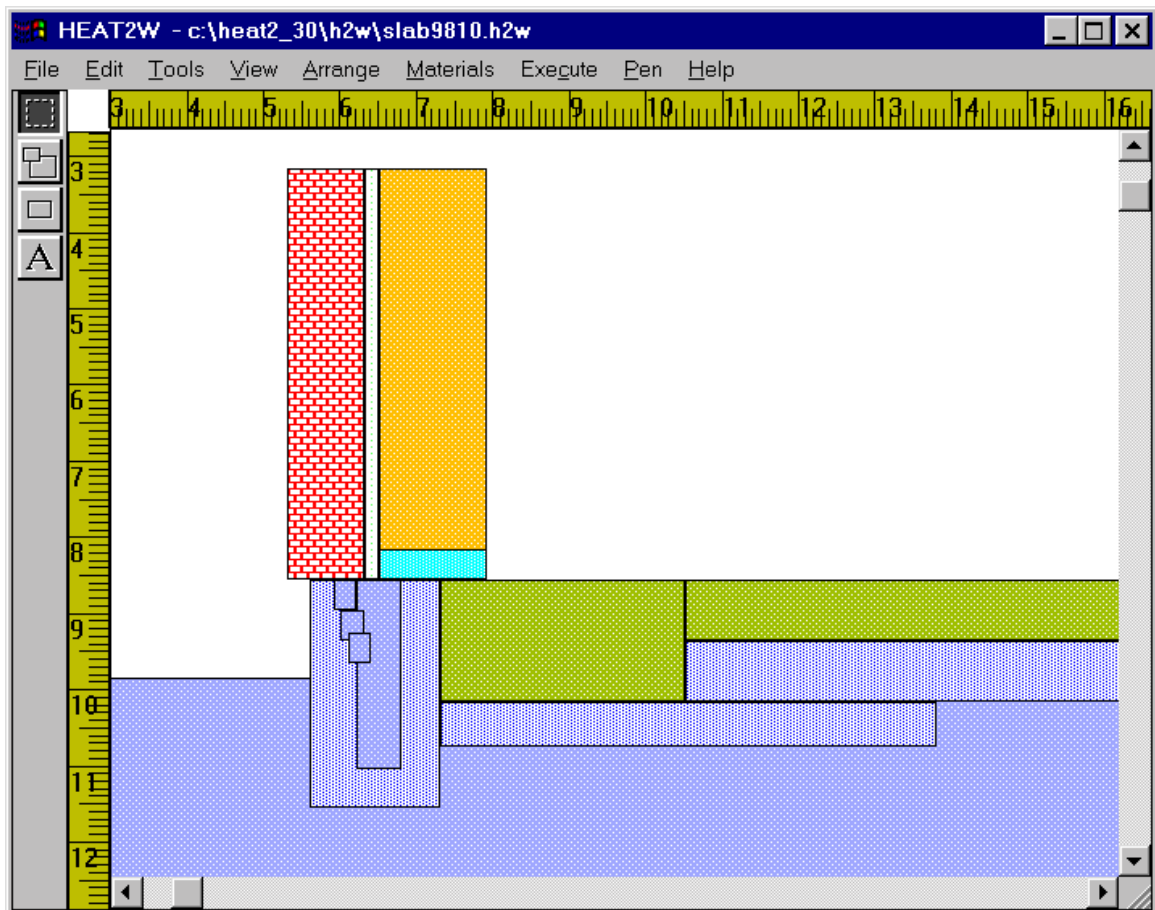 HEAT2W - c:\heat2_30\h2w\slab9810.h2w
File Edit Tools View Arrange Materials Execute Pen Help
3 4 5 6 7 8 9 10 11 12 13 14 15 16
3
A
4
5
6
7
8
9
10
11
12